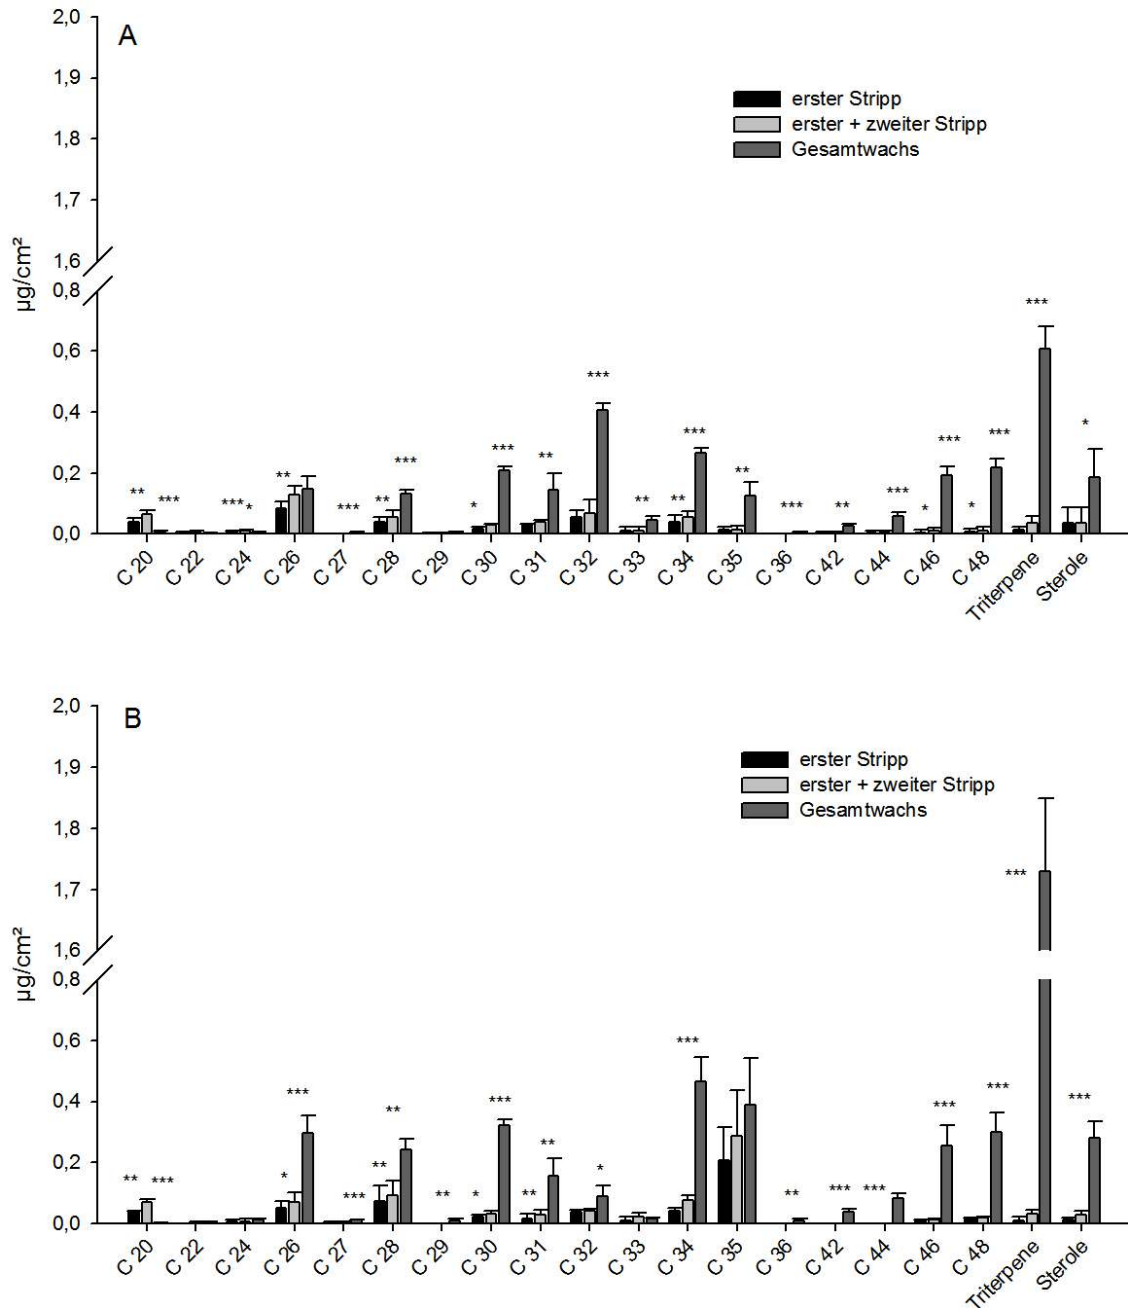 A
2,0
1,9
1,8
1,7
1,6
0,8
0,6
0,4
0,2
0,0
µg/cm²
erster Stripp
erster + zweiter Stripp
Gesamtwachs
***
***
*
***
***
**
***
**
***
***
***
**
**
*
**
***
***
*
**
**
*
***
**
***
*
C 20
C 22
C 24
C 26
C 27
C 28
C 29
C 30
C 31
C 32
C 33
C 34
C 35
C 36
C 42
C 44
C 46
C 48
Triterpene
Sterole
B
2,0
1,9
1,8
1,7
1,6
0,8
0,6
0,4
0,2
0,0
µg/cm²
erster Stripp
erster + zweiter Stripp
Gesamtwachs
***
***
***
**
***
***
***
***
**
**
***
*
**
***
**
*
**
*
**
***
***
C 20
C 22
C 24
C 26
C 27
C 28
C 29
C 30
C 31
C 32
C 33
C 34
C 35
C 36
C 42
C 44
C 46
C 48
Triterpene
Sterole